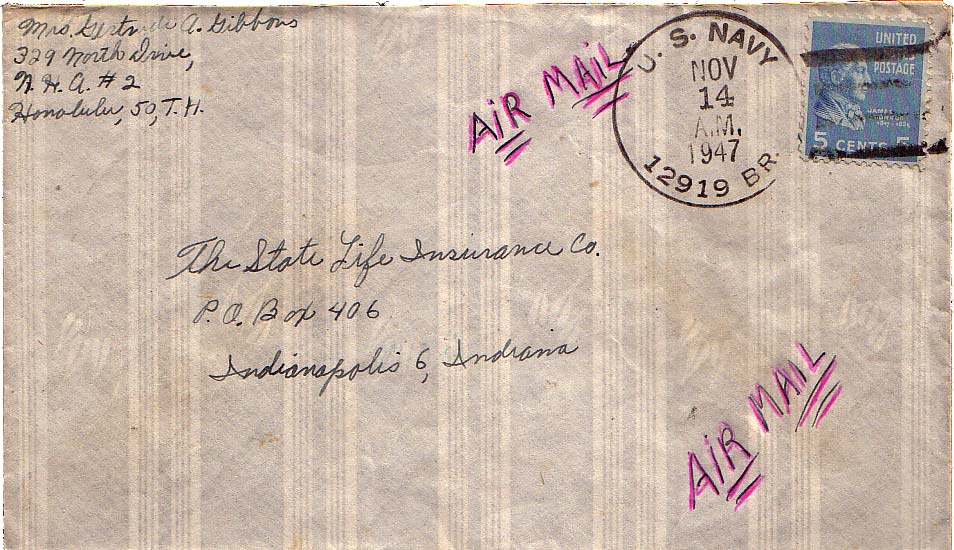 Mrs. Gertrude A. Gibbons
329 North Drive,
N. H. A. # 2
Honolulu, 50, T. H.
AIR MAIL
U. S. NAVY
NOV
14
A.M.
1947
12919 BR.
UNITED
POSTAGE
JAMES
5 CENTS 5
The State Life Insurance Co.
P. O. Box 406
Indianapolis 6, Indiana
AIR MAIL